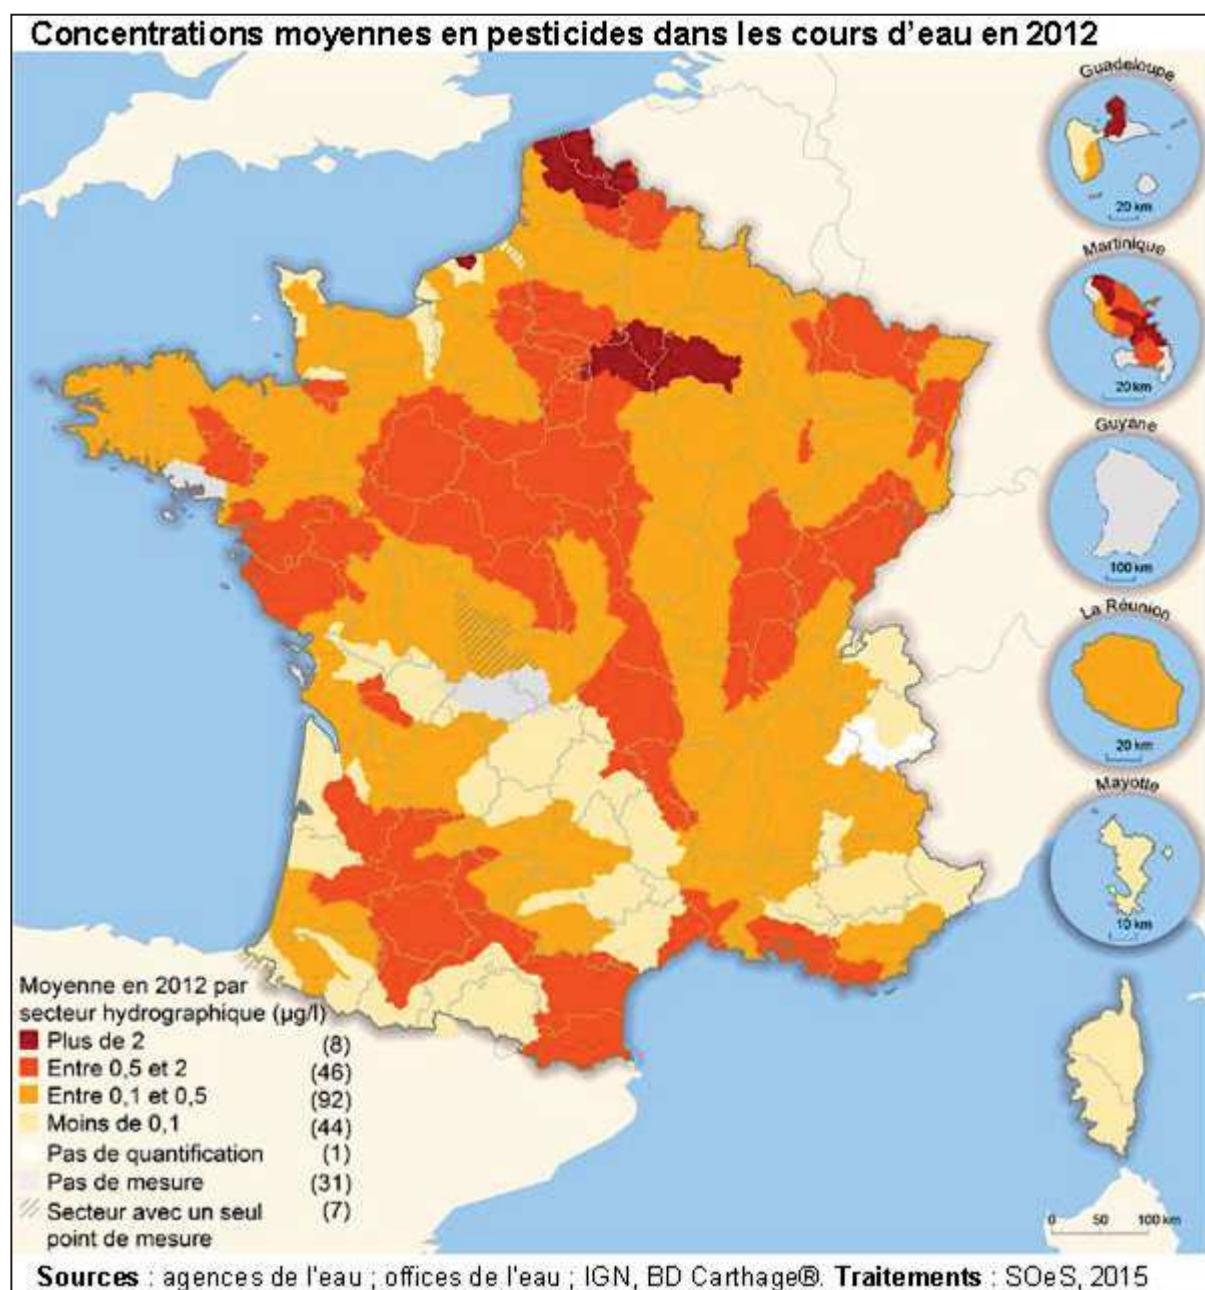 Concentrations moyennes en pesticides dans les cours d'eau en 2012
Guadeloupe
20 km
Martinique
20 km
Guyane
100 km
La Réunion
20 km
Mayotte
10 km
Moyenne en 2012 par
secteur hydrographique (µg/l)
Plus de 2 (8)
Entre 0,5 et 2 (46)
Entre 0,1 et 0,5 (92)
Moins de 0,1 (44)
Pas de quantification (1)
Pas de mesure (31)
Secteur avec un seul (7)
point de mesure
0 50 100 km
Sources : agences de l'eau ; offices de l'eau ; IGN, BD Carthage®. Traitements : SOeS, 2015